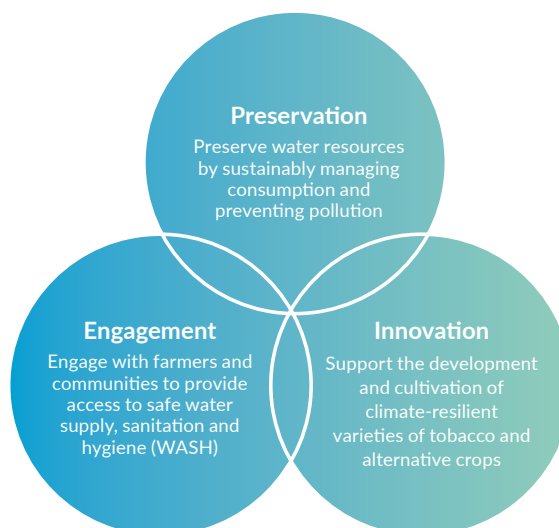 Preservation
Preserve water resources
by sustainably managing
consumption and
preventing pollution
Engagement
Engage with farmers and
communities to provide
access to safe water
supply, sanitation and
hygiene (WASH)
Innovation
Support the development
and cultivation of
climate-resilient
varieties of tobacco and
alternative crops